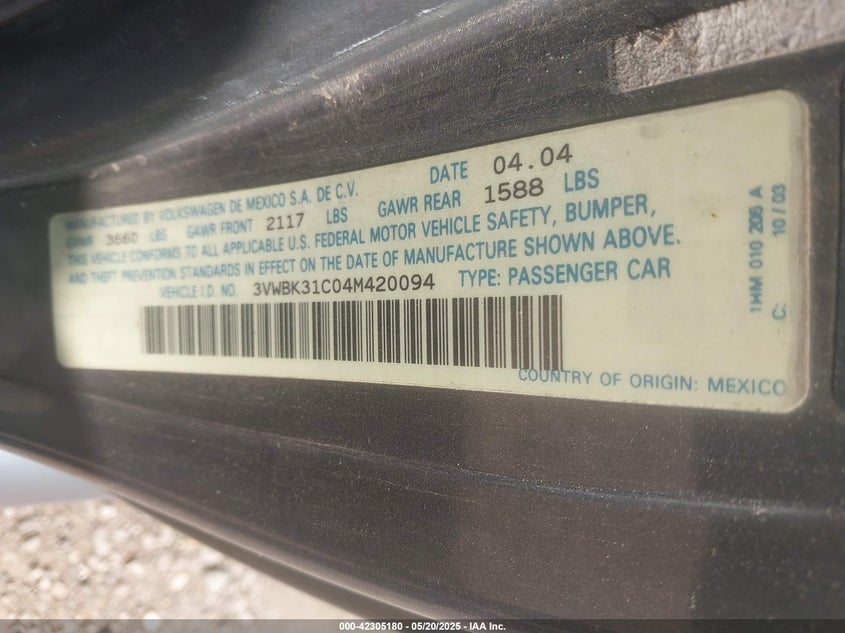 MANUFACTURED BY VOLKSWAGEN DE MEXICO S.A. DE C.V. DATE 04.04
GVWR 3660 LBS GAWR FRONT 2117 LBS GAWR REAR 1588 LBS
THIS VEHICLE CONFORMS TO ALL APPLICABLE U.S. FEDERAL MOTOR VEHICLE SAFETY, BUMPER,
AND THEFT PREVENTION STANDARDS IN EFFECT ON THE DATE OF MANUFACTURE SHOWN ABOVE.
VEHICLE I.D. NO. 3VWBK31C04M420094 TYPE: PASSENGER CAR
COUNTRY OF ORIGIN: MEXICO
1HM 010 206 A
C: 10/03
000-42305180 - 05/20/2025 - IAA Inc.